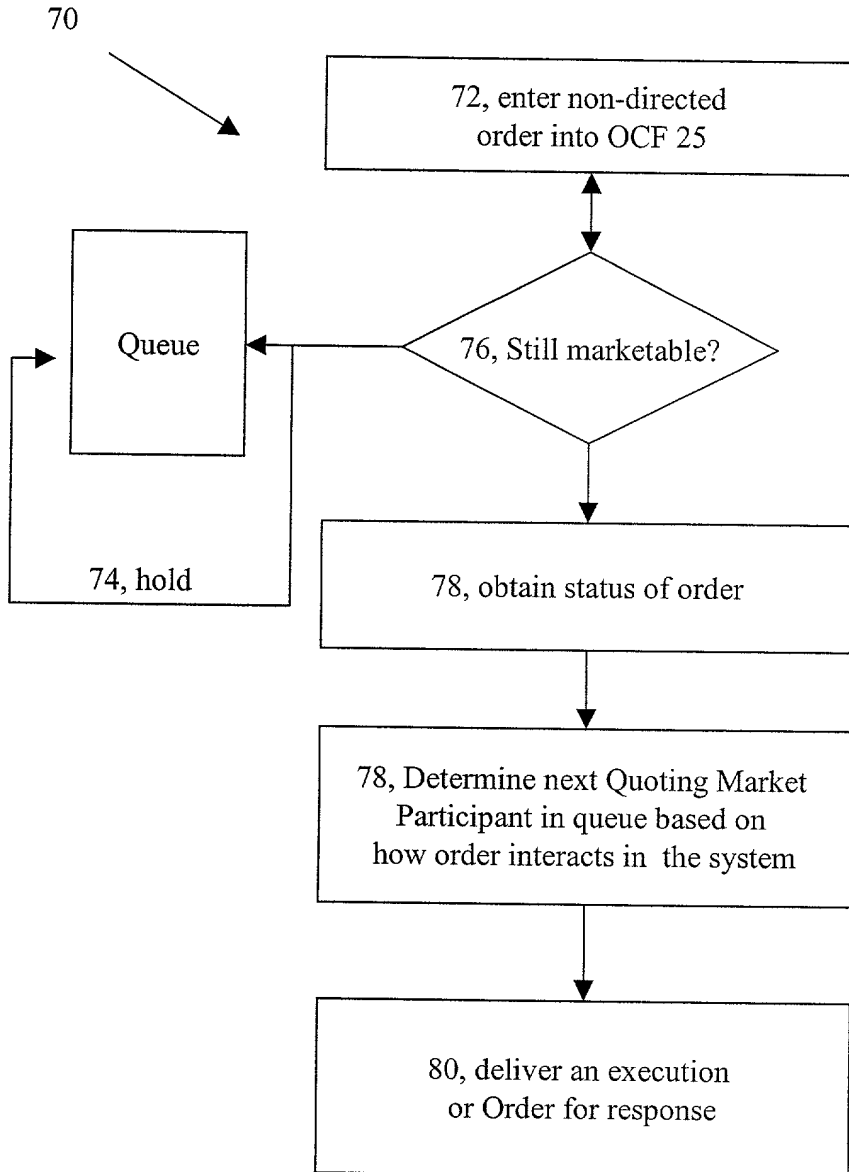 70
72, enter non-directed
order into OCF 25
Queue
76, Still marketable?
74, hold
78, obtain status of order
78, Determine next Quoting Market
Participant in queue based on
how order interacts in the system
80, deliver an execution
or Order for response